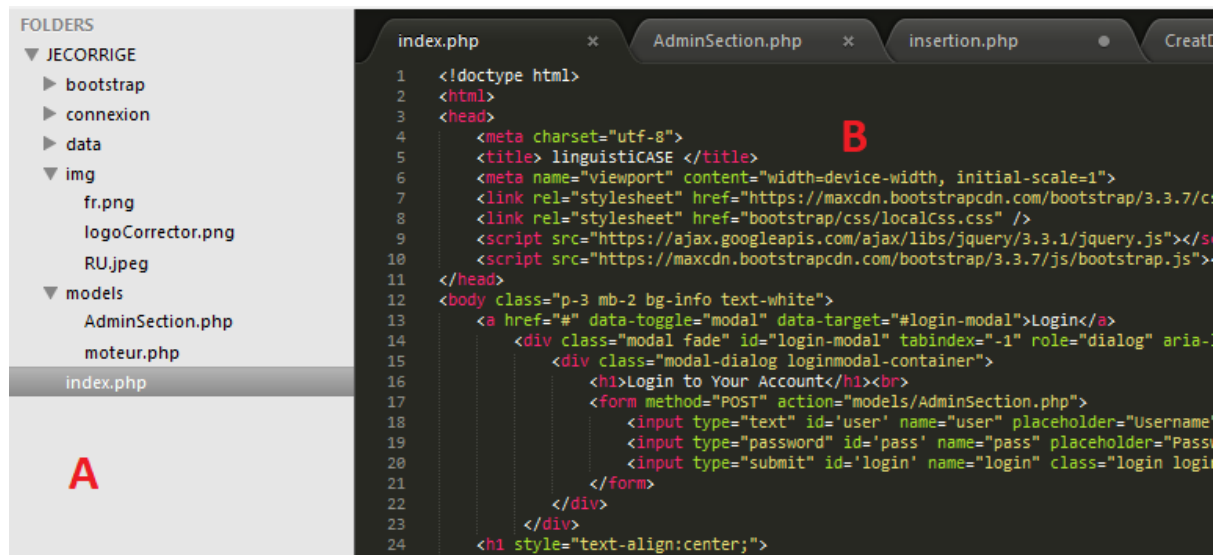 FOLDERS
JECORRIGE
bootstrap
connexion
data
img
fr.png
logoCorrector.png
RU.jpeg
models
AdminSection.php
moteur.php
index.php
A
index.php × AdminSection.php × insertion.php
B
1 <!doctype html>
2 <html>
3 <head>
4 <meta charset="utf-8">
5 <title> linguistiCASE </title>
6 <meta name="viewport" content="width=device-width, initial-scale=1">
7 <link rel="stylesheet" href="https://maxcdn.bootstrapcdn.com/bootstrap/3.3.7/cs
8 <link rel="stylesheet" href="bootstrap/css/localCss.css" />
9 <script src="https://ajax.googleapis.com/ajax/libs/jquery/3.3.1/jquery.js"></s
10 <script src="https://maxcdn.bootstrapcdn.com/bootstrap/3.3.7/js/bootstrap.js"><
11 </head>
12 <body class="p-3 mb-2 bg-info text-white">
13 <a href="#" data-toggle="modal" data-target="#login-modal">Login</a>
14 <div class="modal fade" id="login-modal" tabindex="-1" role="dialog" aria-l
15 <div class="modal-dialog loginmodal-container">
16 <h1>Login to Your Account</h1><br>
17 <form method="POST" action="models/AdminSection.php">
18 <input type="text" id='user' name="user" placeholder="Username"
19 <input type="password" id='pass' name="pass" placeholder="Passw
20 <input type="submit" id='login' name="login" class="login login
21 </form>
22 </div>
23 </div>
24 <h1 style="text-align:center;">